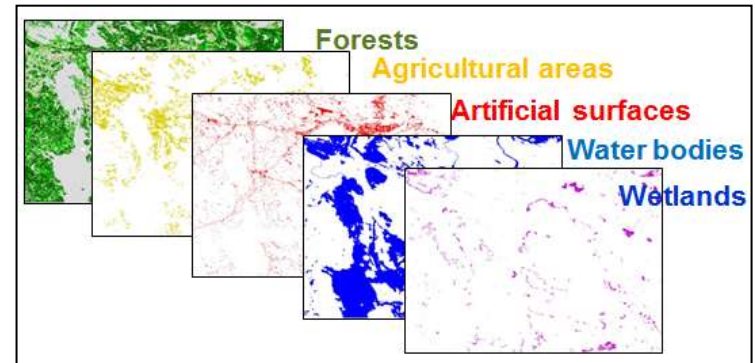 Forests
Agricultural areas
Artificial surfaces
Water bodies
Wetlands